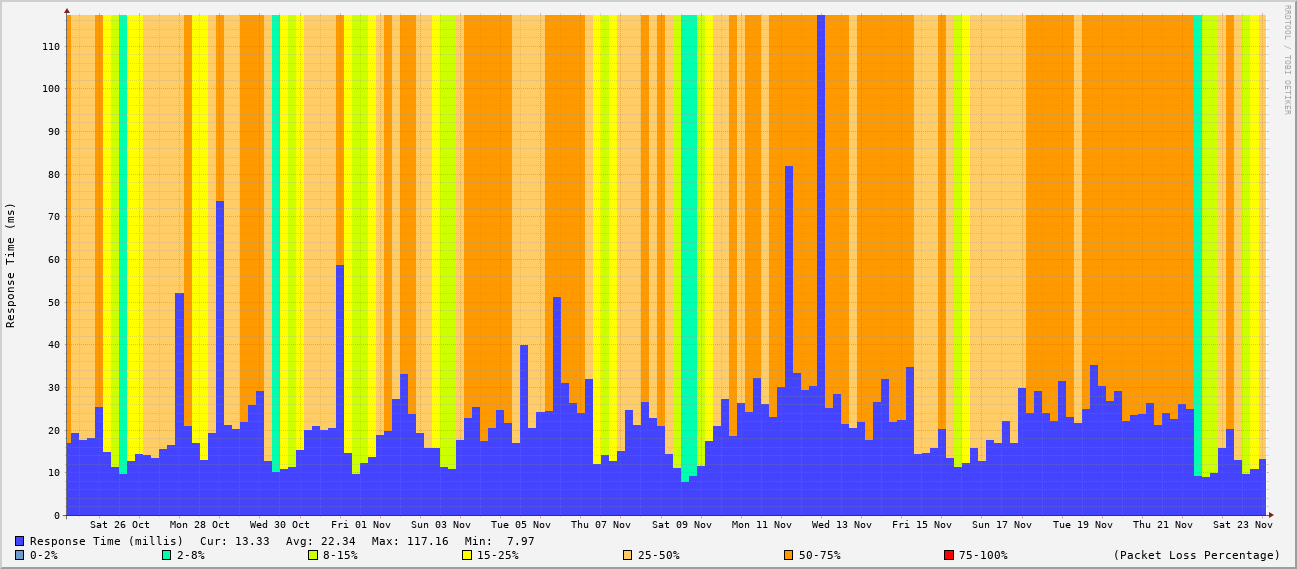 RRDTOOL / TOBI OETIKER
Response Time (ms)
110
100
90
80
70
60
50
40
30
20
10
0
Sat 26 Oct Mon 28 Oct Wed 30 Oct Fri 01 Nov Sun 03 Nov Tue 05 Nov Thu 07 Nov Sat 09 Nov Mon 11 Nov Wed 13 Nov Fri 15 Nov Sun 17 Nov Tue 19 Nov Thu 21 Nov Sat 23 Nov
Response Time (millis) Cur: 13.33 Avg: 22.34 Max: 117.16 Min: 7.97
0-2% 2-8% 8-15% 15-25% 25-50% 50-75% 75-100% (Packet Loss Percentage)